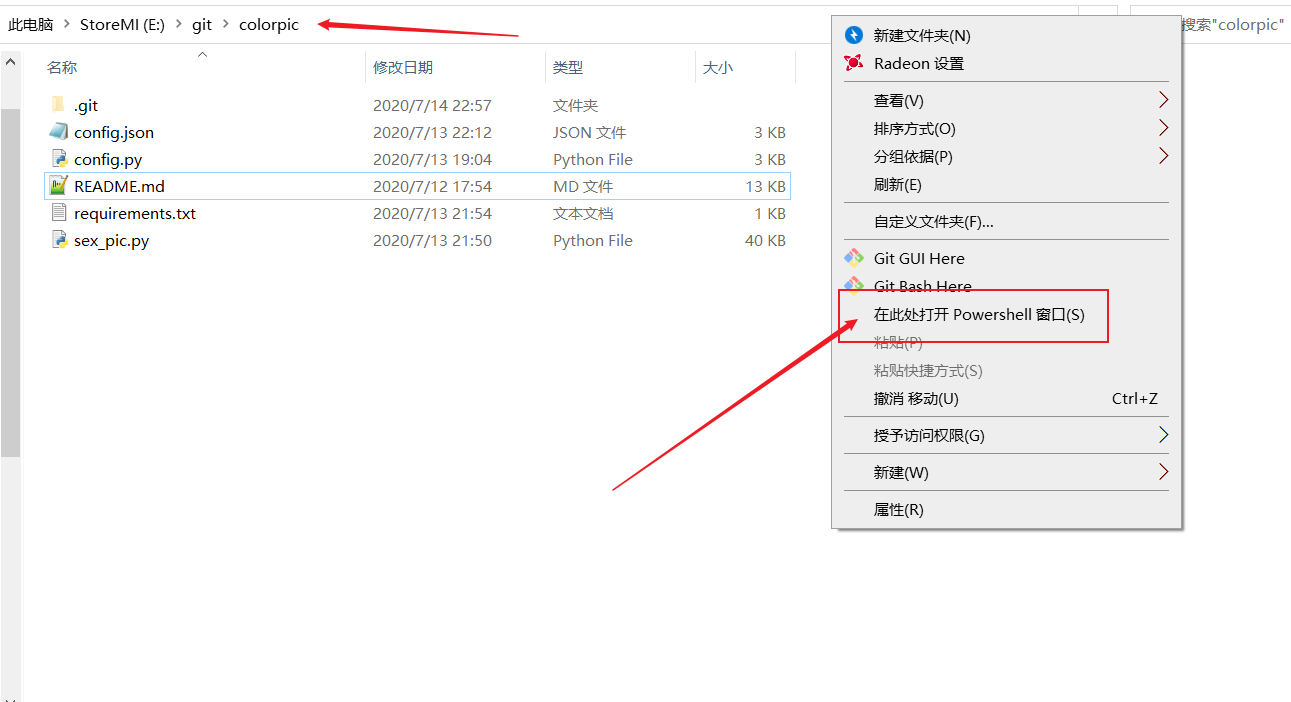 此电脑 > StoreMI (E:) > git > colorpic
搜索"colorpic"
名称 修改日期 类型 大小
.git 2020/7/14 22:57 文件夹
config.json 2020/7/13 22:12 JSON 文件 3 KB
config.py 2020/7/13 19:04 Python File 3 KB
README.md 2020/7/12 17:54 MD 文件 13 KB
requirements.txt 2020/7/13 21:54 文本文档 1 KB
sex_pic.py 2020/7/13 21:50 Python File 40 KB
新建文件夹(N)
Radeon 设置
查看(V)
排序方式(O)
分组依据(P)
刷新(E)
自定义文件夹(F)...
Git GUI Here
Git Bash Here
在此处打开 Powershell 窗口(S)
粘贴(P)
粘贴快捷方式(S)
撤消 移动(U) Ctrl+Z
授予访问权限(G)
新建(W)
属性(R)